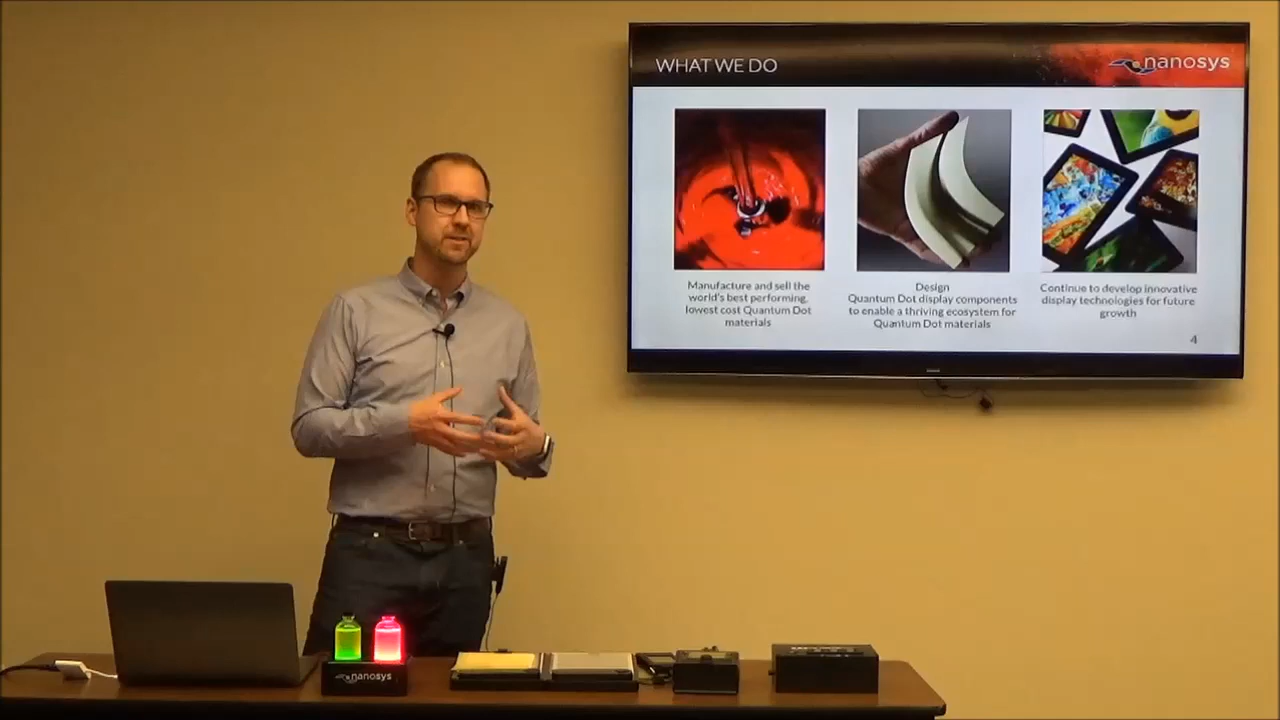 WHAT WE DO
nanosys
Manufacture and sell the
world's best performing,
lowest cost Quantum Dot
materials
Design
Quantum Dot display components
to enable a thriving ecosystem for
Quantum Dot materials
Continue to develop innovative
display technologies for future
growth
4
nanosys